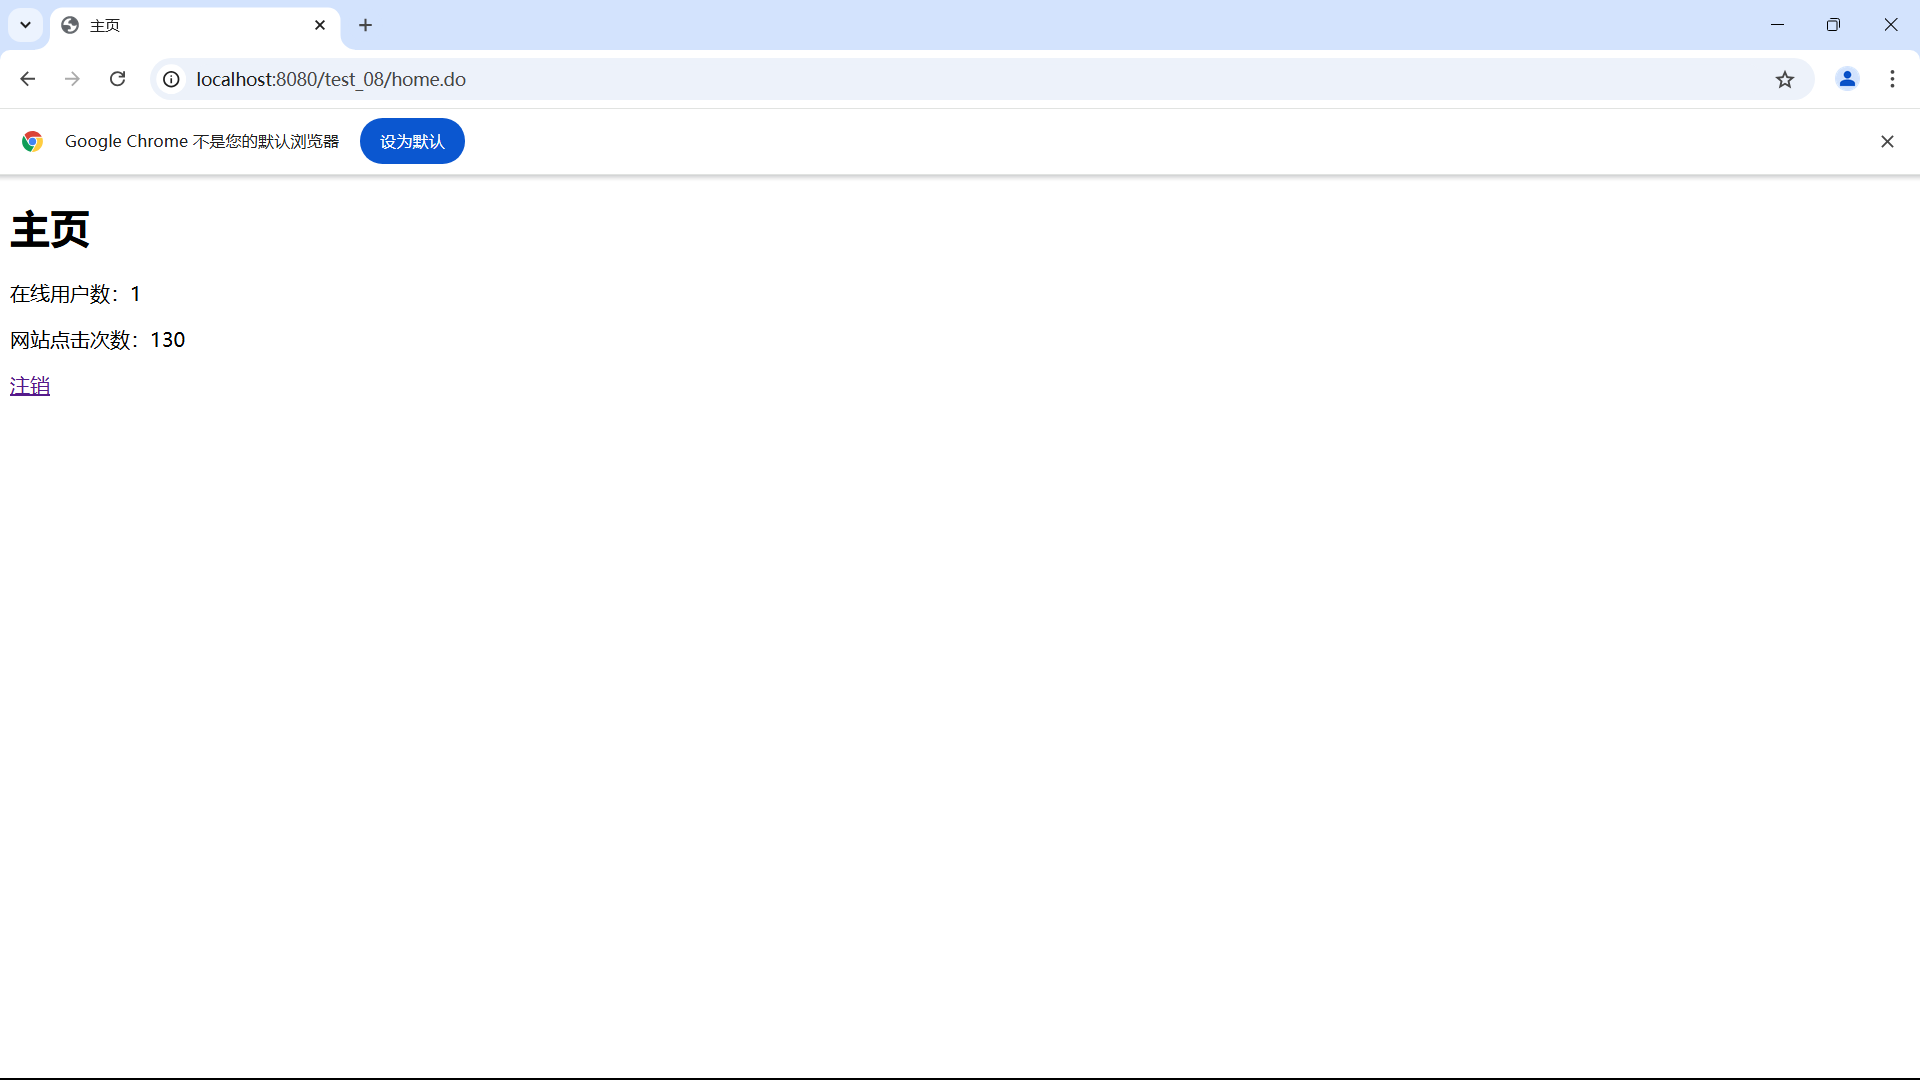 主页
localhost:8080/test_08/home.do
Google Chrome 不是您的默认浏览器
设为默认
主页
在线用户数：1
网站点击次数：130
注销